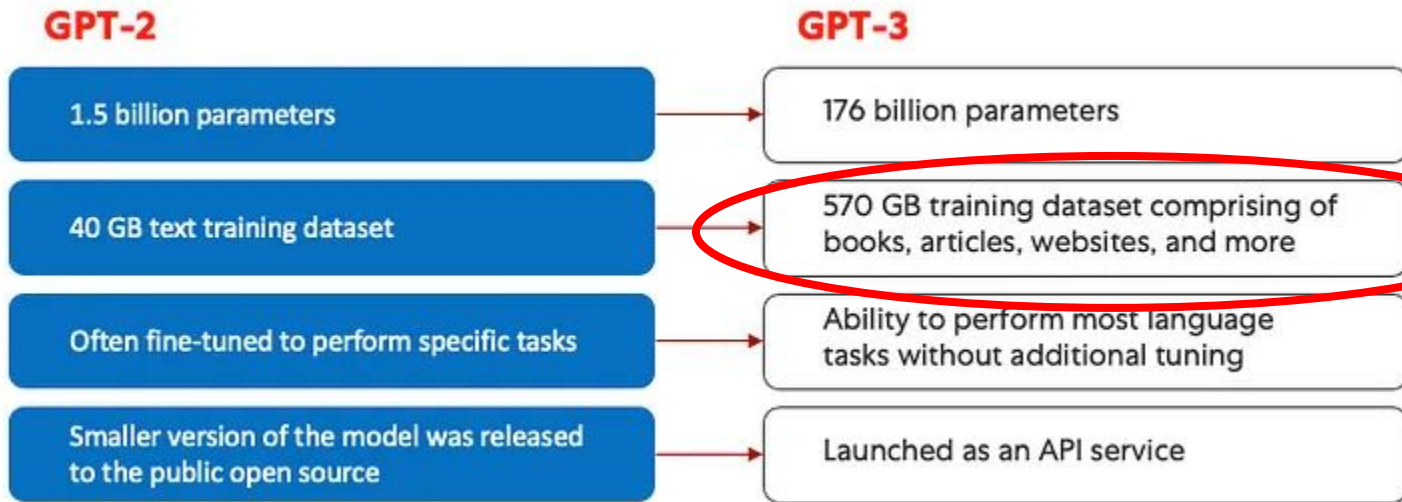 GPT-2
GPT-3
1.5 billion parameters
176 billion parameters
40 GB text training dataset
570 GB training dataset comprising of
books, articles, websites, and more
Often fine-tuned to perform specific tasks
Ability to perform most language
tasks without additional tuning
Smaller version of the model was released
to the public open source
Launched as an API service